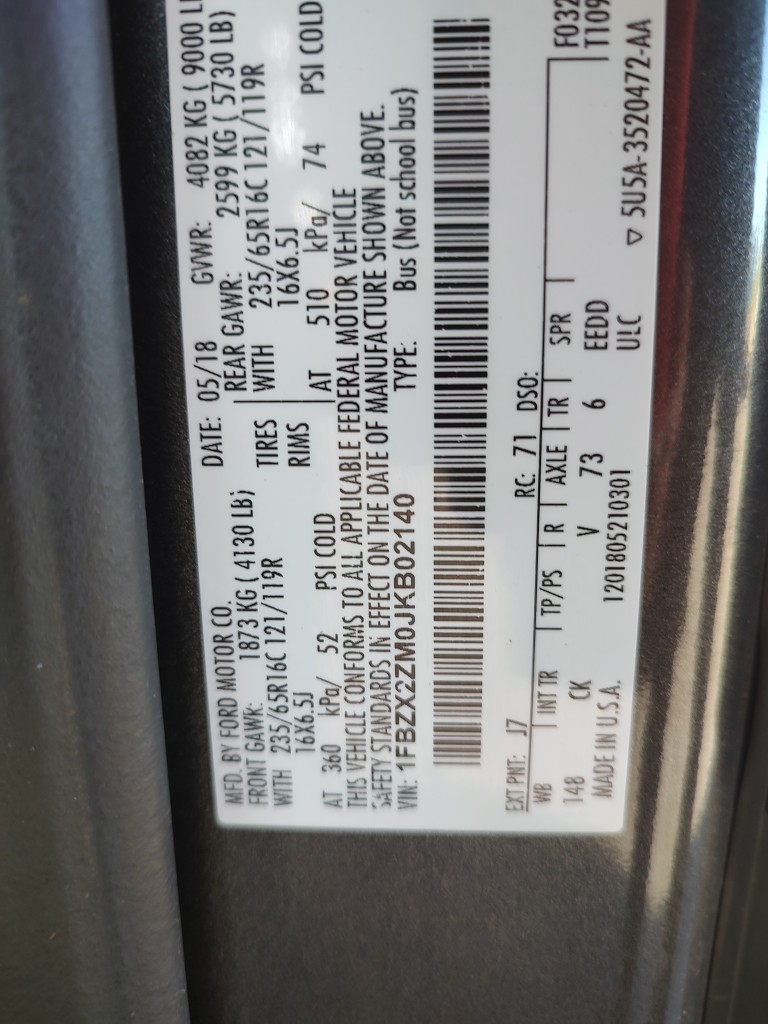 MFD. BY FORD MOTOR CO.
DATE: 05/18 GVWR: 4082 KG ( 9000
FRONT GAWR: 1873 KG ( 4130 LB)
REAR GAWR: 2599 KG ( 5730 LB)
WITH 235/65R16C 121/119R TIRES WITH 235/65R16C 121/119R
16X6.5J RIMS 16X6.5J
AT 360 kPa/ 52 PSI COLD AT 510 kPa/ 74 PSI COLD
THIS VEHICLE CONFORMS TO ALL APPLICABLE FEDERAL MOTOR VEHICLE
SAFETY STANDARDS IN EFFECT ON THE DATE OF MANUFACTURE SHOWN ABOVE.
VIN: 1FBZX2ZM0JKB02140 TYPE: Bus (Not school bus)
EXT PNT: J7 RC: 71 DSO:
WB INT TR TP/PS R AXLE TR SPR F032
T109
148 CK V 73 6 EEDD
MADE IN U.S.A. 1201805210301 ULC
▽ 5U5A-3520472-AA